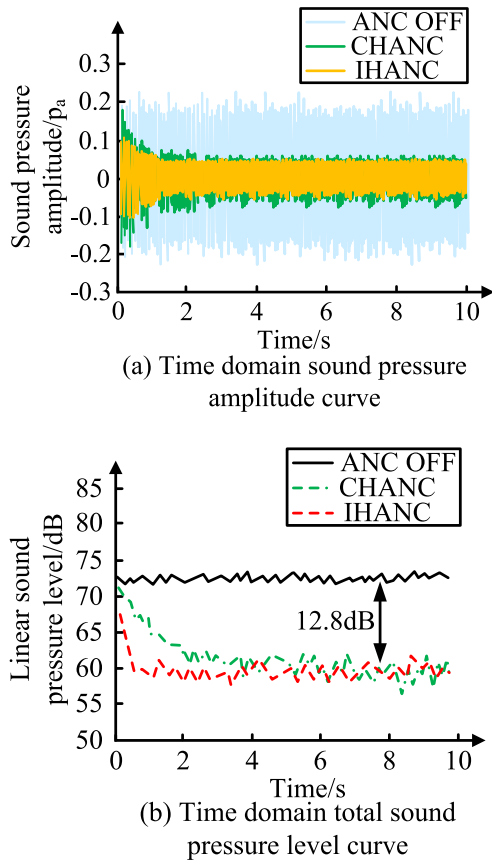 ANC OFF
CHANC
IHANC
Sound pressure
amplitude/pa
0.3
0.2
0.1
0
-0.1
-0.2
-0.3
0 2 4 6 8 10
Time/s
(a) Time domain sound pressure
amplitude curve
ANC OFF
CHANC
IHANC
Linear sound
pressure level/dB
85
80
75
70
65
60
50
12.8dB
0 2 4 6 8 10
Time/s
(b) Time domain total sound
pressure level curve